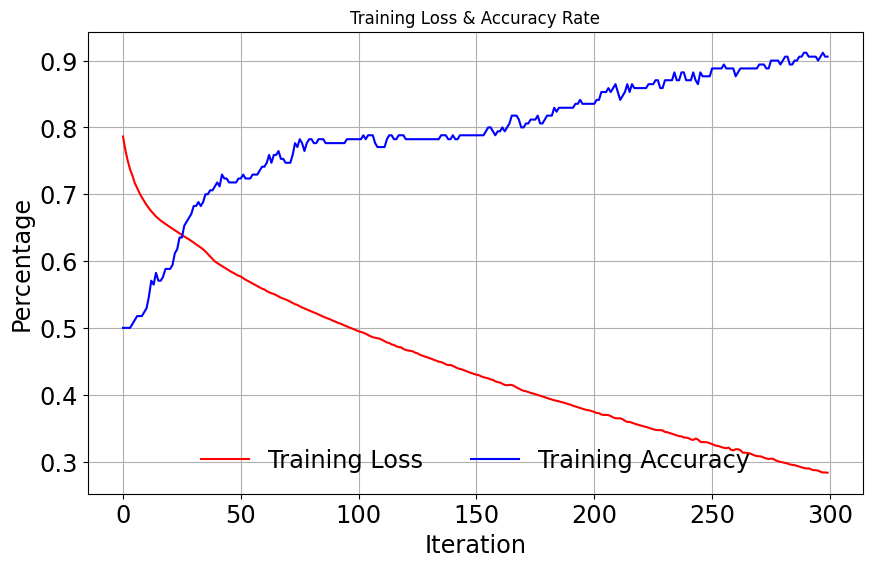 Training Loss & Accuracy Rate
0.9
0.8
0.7
0.6
0.5
0.4
0.3
Percentage
Training Loss
Training Accuracy
0 50 100 150 200 250 300
Iteration